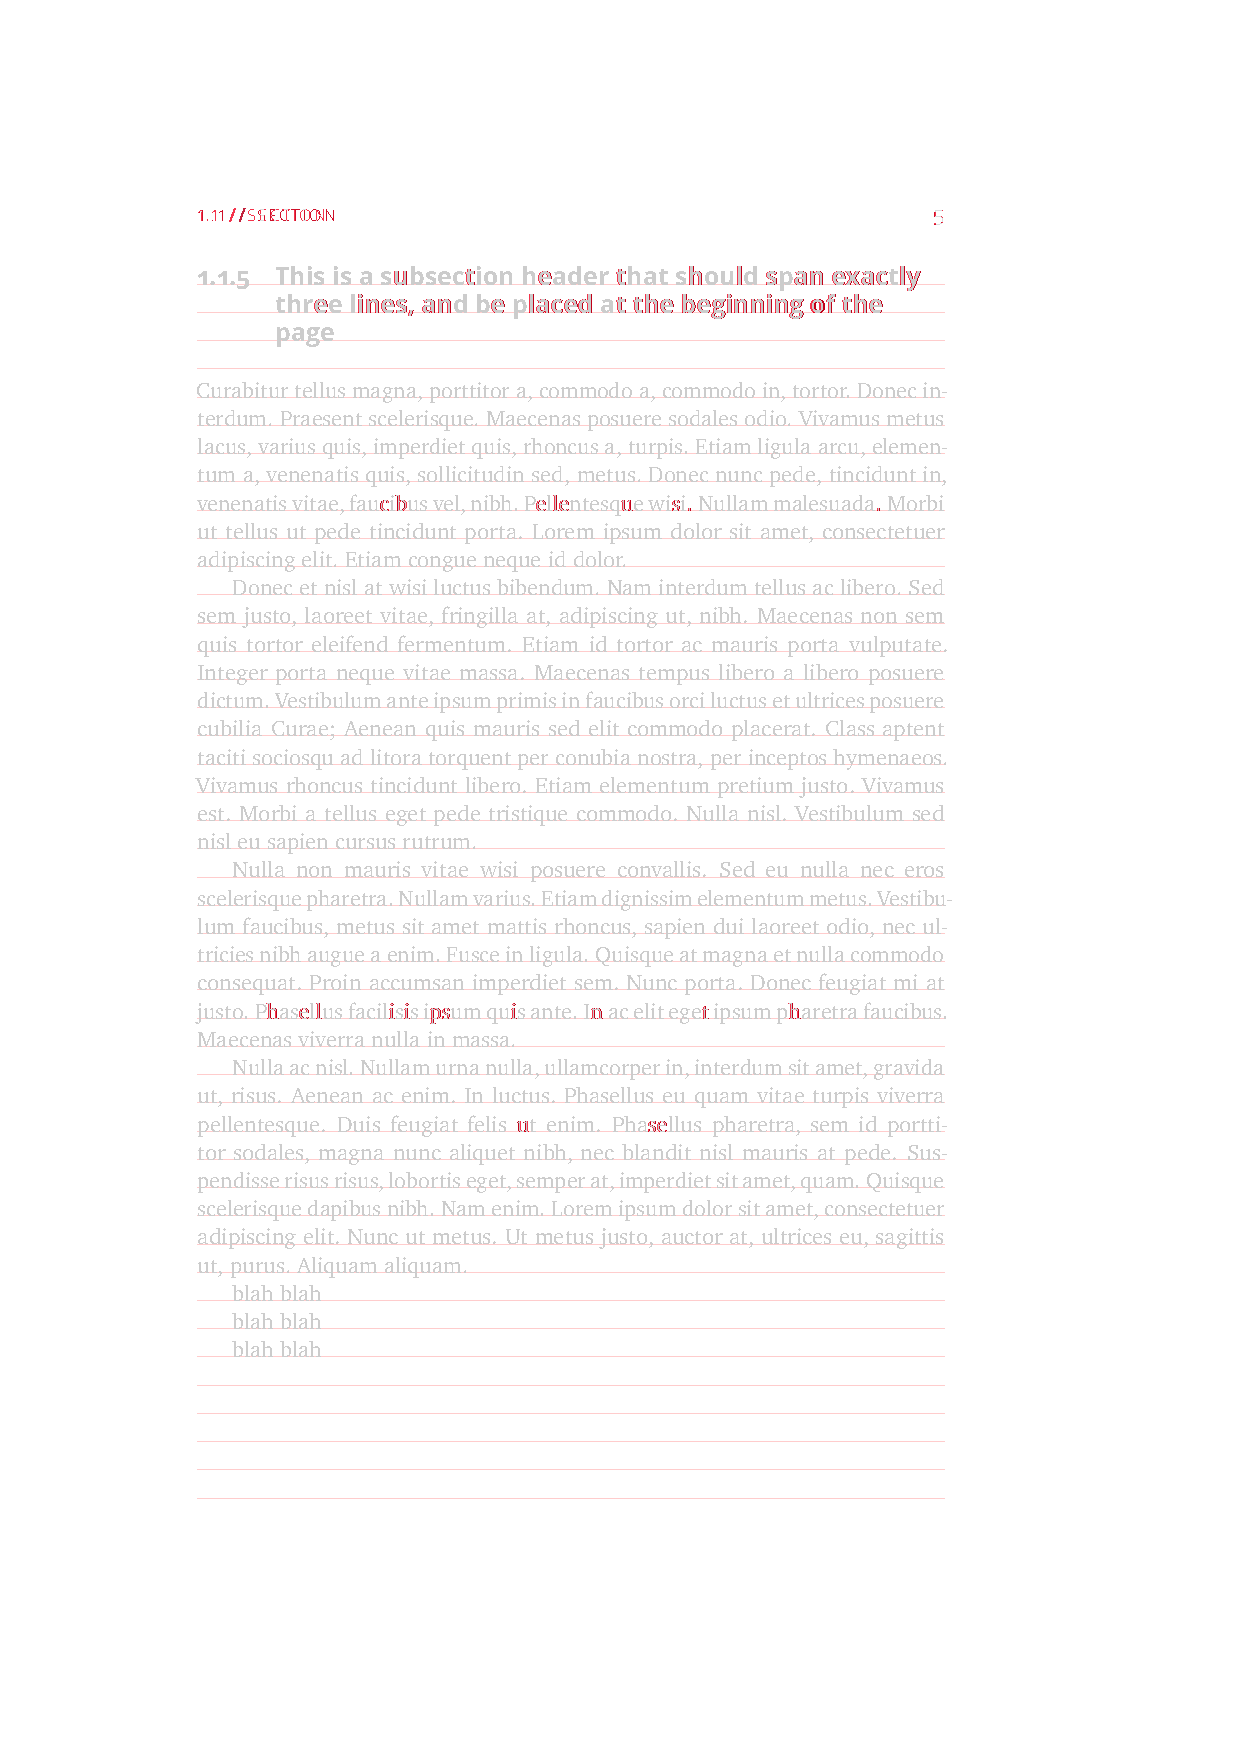 1.1 // SECTION 5
1.1.5 This is a subsection header that should span exactly
three lines, and be placed at the beginning of the
page
Curabitur tellus magna, porttitor a, commodo a, commodo in, tortor. Donec in-
terdum. Praesent scelerisque. Maecenas posuere sodales odio. Vivamus metus
lacus, varius quis, imperdiet quis, rhoncus a, turpis. Etiam ligula arcu, elemen-
tum a, venenatis quis, sollicitudin sed, metus. Donec nunc pede, tincidunt in,
venenatis vitae, faucibus vel, nibh. Pellentesque wisi. Nullam malesuada. Morbi
ut tellus ut pede tincidunt porta. Lorem ipsum dolor sit amet, consectetuer
adipiscing elit. Etiam congue neque id dolor.
Donec et nisl at wisi luctus bibendum. Nam interdum tellus ac libero. Sed
sem justo, laoreet vitae, fringilla at, adipiscing ut, nibh. Maecenas non sem
quis tortor eleifend fermentum. Etiam id tortor ac mauris porta vulputate.
Integer porta neque vitae massa. Maecenas tempus libero a libero posuere
dictum. Vestibulum ante ipsum primis in faucibus orci luctus et ultrices posuere
cubilia Curae; Aenean quis mauris sed elit commodo placerat. Class aptent
taciti sociosqu ad litora torquent per conubia nostra, per inceptos hymenaeos.
Vivamus rhoncus tincidunt libero. Etiam elementum pretium justo. Vivamus
est. Morbi a tellus eget pede tristique commodo. Nulla nisl. Vestibulum sed
nisl eu sapien cursus rutrum.
Nulla non mauris vitae wisi posuere convallis. Sed eu nulla nec eros
scelerisque pharetra. Nullam varius. Etiam dignissim elementum metus. Vestibu-
lum faucibus, metus sit amet mattis rhoncus, sapien dui laoreet odio, nec ul-
tricies nibh augue a enim. Fusce in ligula. Quisque at magna et nulla commodo
consequat. Proin accumsan imperdiet sem. Nunc porta. Donec feugiat mi at
justo. Phasellus facilisis ipsum quis ante. In ac elit eget ipsum pharetra faucibus.
Maecenas viverra nulla in massa.
Nulla ac nisl. Nullam urna nulla, ullamcorper in, interdum sit amet, gravida
ut, risus. Aenean ac enim. In luctus. Phasellus eu quam vitae turpis viverra
pellentesque. Duis feugiat felis ut enim. Phasellus pharetra, sem id portti-
tor sodales, magna nunc aliquet nibh, nec blandit nisl mauris at pede. Sus-
pendisse risus risus, lobortis eget, semper at, imperdiet sit amet, quam. Quisque
scelerisque dapibus nibh. Nam enim. Lorem ipsum dolor sit amet, consectetuer
adipiscing elit. Nunc ut metus. Ut metus justo, auctor at, ultrices eu, sagittis
ut, purus. Aliquam aliquam.
blah blah
blah blah
blah blah